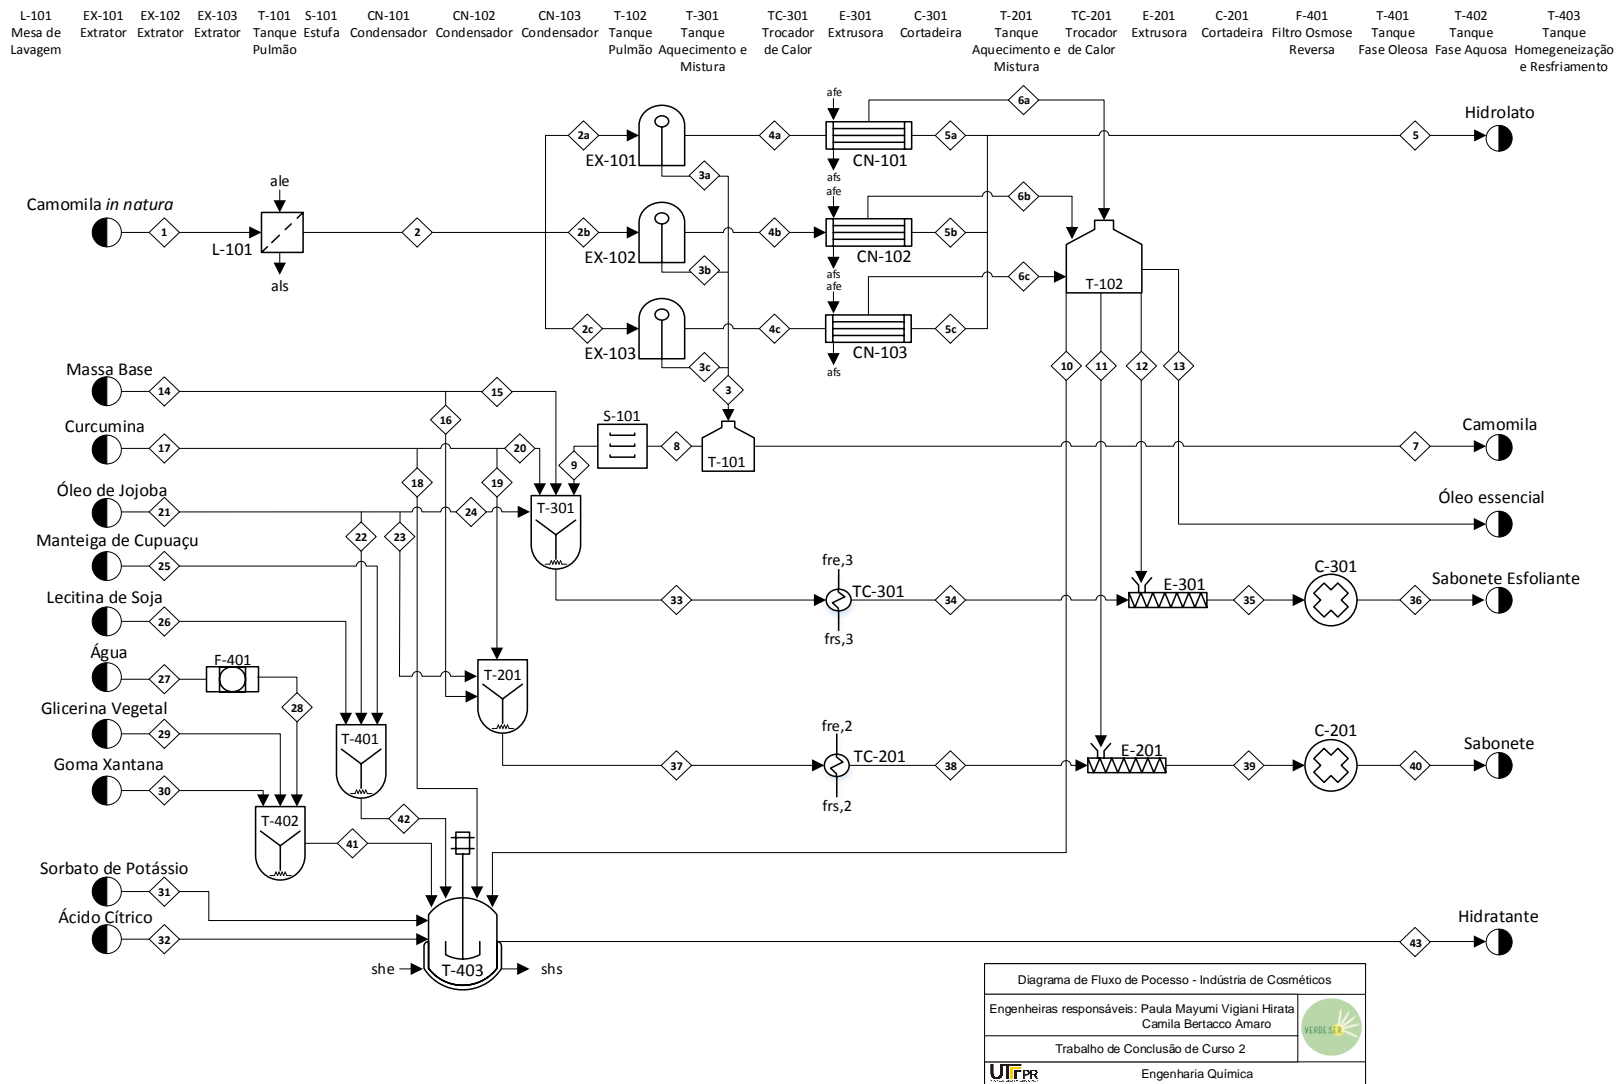 L-101
Mesa de
Lavagem
EX-101
Extrator
EX-102
Extrator
EX-103
Extrator
T-101
Tanque
Pulmão
S-101
Estufa
CN-101
Condensador
CN-102
Condensador
CN-103
Condensador
T-102
Tanque
Pulmão
T-301
Tanque
Aquecimento e
Mistura
TC-301
Trocador
de Calor
E-301
Extrusora
C-301
Cortadeira
T-201
Tanque
Aquecimento e
Mistura
TC-201
Trocador
de Calor
E-201
Extrusora
C-201
Cortadeira
F-401
Filtro Osmose
Reversa
T-401
Tanque
Fase Oleosa
T-402
Tanque
Fase Aquosa
T-403
Tanque
Homegeneização
e Resfriamento
afe
6a
Hidrolato
2a
EX-101
4a
CN-101
5a
5
3a
afs
ale
Camomila in natura
1
L-101
als
2
2b
EX-102
4b
afe
CN-102
5b
6b
3b
afs
afe
6c
T-102
2c
EX-103
4c
CN-103
5c
3c
afs
10
11
12
13
3
Massa Base
14
15
16
Curcumina
17
18
19
20
S-101
9
8
T-101
7
Camomila
Óleo de Jojoba
21
22
23
24
T-301
Óleo essencial
Manteiga de Cupuaçu
25
Lecitina de Soja
26
33
fre,3
TC-301
frs,3
34
E-301
35
C-301
36
Sabonete Esfoliante
Água
27
F-401
28
T-201
Glicerina Vegetal
29
T-401
37
fre,2
TC-201
frs,2
38
E-201
39
C-201
40
Sabonete
Goma Xantana
30
T-402
42
41
Sorbato de Potássio
31
Ácido Cítrico
32
she
T-403
shs
43
Hidratante
Diagrama de Fluxo de Pocesso - Indústria de Cosméticos
Engenheiras responsáveis: Paula Mayumi Vigiani Hirata
Camila Bertacco Amaro
VERDE SER
Trabalho de Conclusão de Curso 2
UTFPR
Engenharia Química